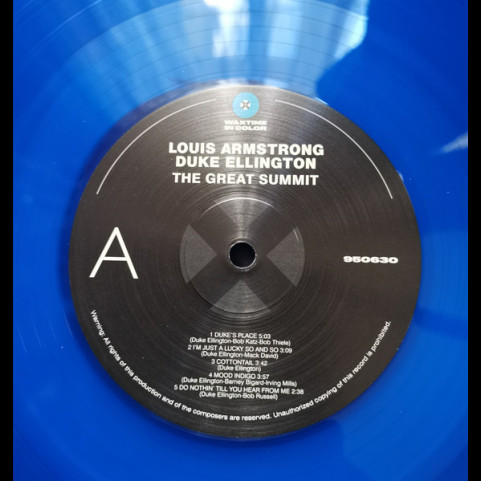 WAXTIME
IN COLOR
LOUIS ARMSTRONG
DUKE ELLINGTON
THE GREAT SUMMIT
A
950630
1 DUKE'S PLACE 5:03
(Duke Ellington-Bob Katz-Bob Thiele)
2 I'M JUST A LUCKY SO AND SO 3:09
(Duke Ellington-Mack David)
3 COTTONTAIL 3:42
(Duke Ellington)
4 MOOD INDIGO 3:57
(Duke Ellington-Barney Bigard-Irving Mills)
5 DO NOTHIN' TILL YOU HEAR FROM ME 2:38
(Duke Ellington-Bob Russell)
Warning: All rights of this production and of the composers are reserved. Unauthorized copying of this record is prohibited.